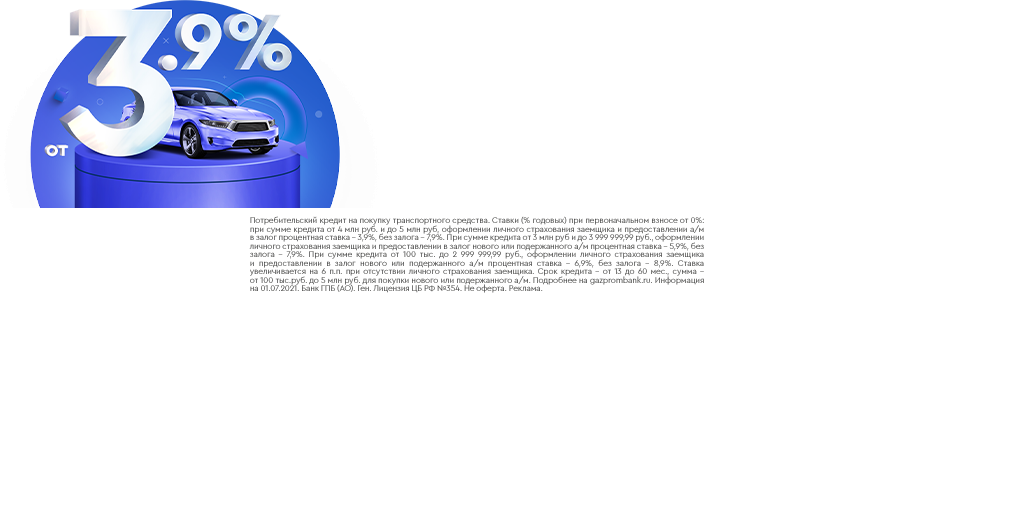 3.9%
от
Потребительский кредит на покупку транспортного средства. Ставки (% годовых) при первоначальном взносе от 0%:
при сумме кредита от 4 млн руб. и до 5 млн руб, оформлении личного страхования заемщика и предоставлении а/м
в залог процентная ставка – 3,9%, без залога – 7,9%. При сумме кредита от 3 млн руб и до 3 999 999,99 руб., оформлении
личного страхования заемщика и предоставлении в залог нового или подержанного а/м процентная ставка – 5,9%, без
залога – 7,9%. При сумме кредита от 100 тыс. до 2 999 999,99 руб., оформлении личного страхования заемщика
и предоставлении в залог нового или подержанного а/м процентная ставка – 6,9%, без залога – 8,9%. Ставка
увеличивается на 6 п.п. при отсутствии личного страхования заемщика. Срок кредита – от 13 до 60 мес., сумма –
от 100 тыс.руб. до 5 млн руб. для покупки нового или подержанного а/м. Подробнее на gazprombank.ru. Информация
на 01.07.2021. Банк ГПБ (АО). Ген. Лицензия ЦБ РФ №354. Не оферта. Реклама.